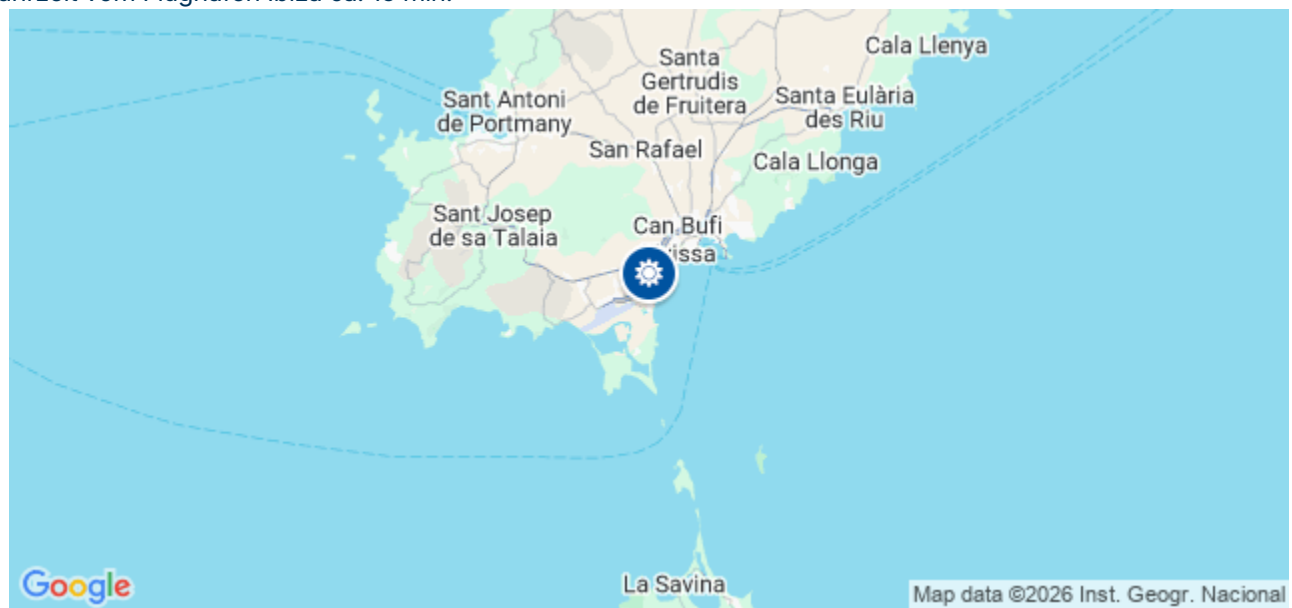 Cala Llenya
Santa
Gertrudis
de Fruitera
Santa Eulària
des Riu
Sant Antoni
de Portmany
San Rafael
Cala Llonga
Sant Josep
de sa Talaia
Can Bufi
La Savina
Google
Map data ©2026 Inst. Geogr. Nacional